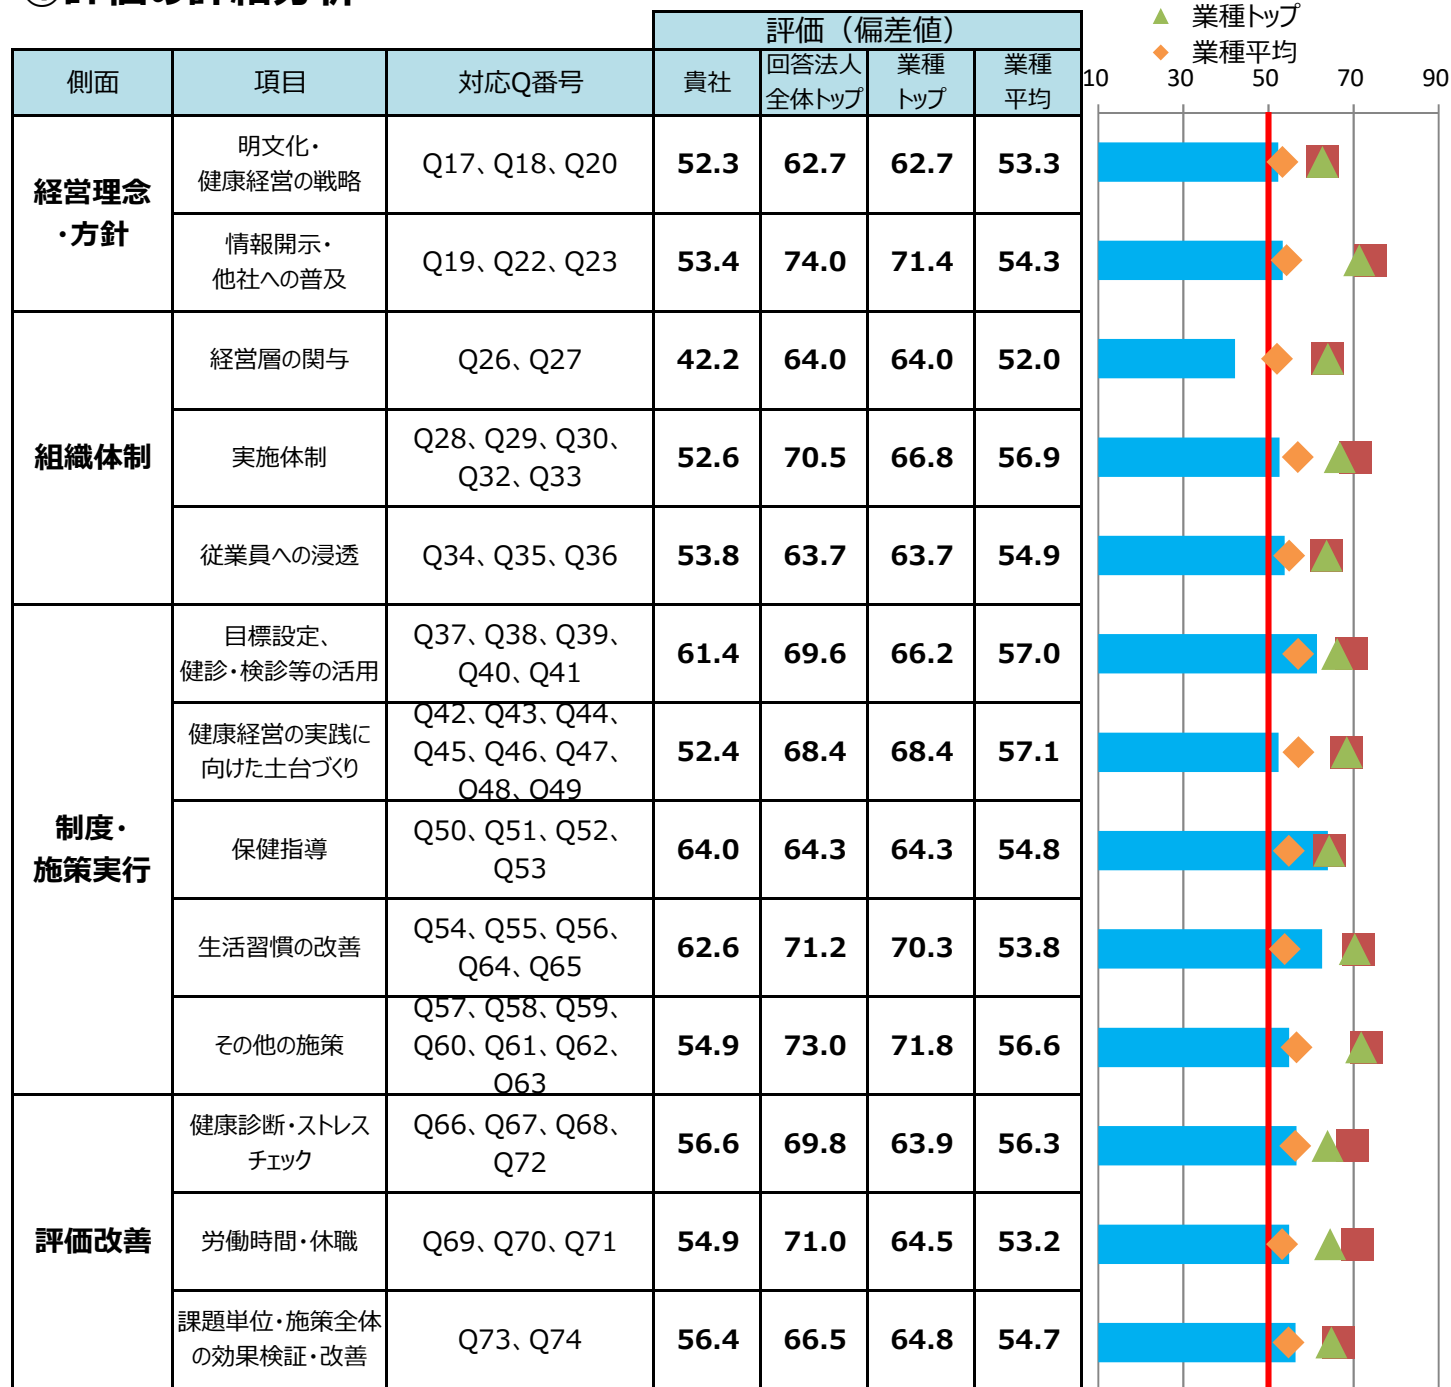 評価（偏差値）
業種トップ
業種平均
側面 項目 対応Q番号 貴社 回答法人 業種 業種
全体トップ トップ 平均
10 30 50 70 90
経営理念
・方針
明文化・
健康経営の戦略
Q17、Q18、Q20
52.3 62.7 62.7 53.3
情報開示・
他社への普及
Q19、Q22、Q23
53.4 74.0 71.4 54.3
組織体制
経営層の関与
Q26、Q27
42.2 64.0 64.0 52.0
実施体制
Q28、Q29、Q30、
Q32、Q33
52.6 70.5 66.8 56.9
従業員への浸透
Q34、Q35、Q36
53.8 63.7 63.7 54.9
制度・
施策実行
目標設定、
健診・検診等の活用
Q37、Q38、Q39、
Q40、Q41
61.4 69.6 66.2 57.0
健康経営の実践に
向けた土台づくり
Q42、Q43、Q44、
Q45、Q46、Q47、
Q48、Q49
52.4 68.4 68.4 57.1
保健指導
Q50、Q51、Q52、
Q53
64.0 64.3 64.3 54.8
生活習慣の改善
Q54、Q55、Q56、
Q64、Q65
62.6 71.2 70.3 53.8
その他の施策
Q57、Q58、Q59、
Q60、Q61、Q62、
Q63
54.9 73.0 71.8 56.6
評価改善
健康診断・ストレス
チェック
Q66、Q67、Q68、
Q72
56.6 69.8 63.9 56.3
労働時間・休職
Q69、Q70、Q71
54.9 71.0 64.5 53.2
課題単位・施策全体
の効果検証・改善
Q73、Q74
56.4 66.5 64.8 54.7